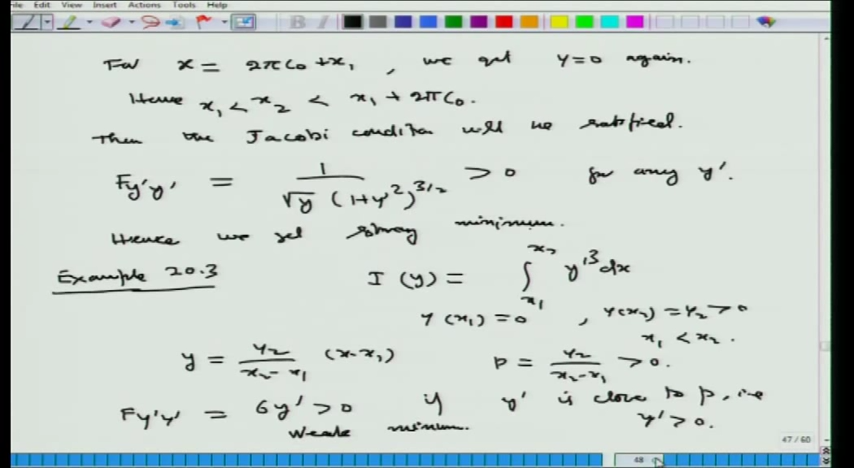 File Edit View Insert Actions Tools Help
For x = 2πC₀ + x₁ , we get y=0 again.
Hence x₁ < x₂ < x₁ + 2πC₀.
Then the Jacobi condition will be satisfied.
Fy'y' = 1 / √y (1+y'²)^3/2 > 0 for any y'.
Hence we get strong minimum.
Example 20.3 I (y) = ∫_{x₁}^{x₂} y'³ dx
y (x₁) = 0 , y(x₂) = y₂ > 0
x₁ < x₂ .
y = y₂ / x₂-x₁ (x-x₁) p = y₂ / x₂-x₁ > 0.
Fy'y' = 6y' > 0 if y' is close to p, i.e
y' > 0.
Weak minimum.
47 / 60
48